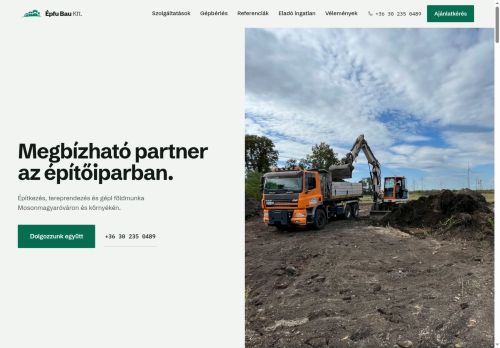 Épfu Bau Kft.
Szolgáltatások
Gépbérlés
Referenciák
Eladó ingatlan
Vélemények
+36 30 235 0489
Ajánlatkérés
Megbízható partner
az építőiparban.
Építkezés, tereprendezés és gépi földmunka
Mosonmagyaróváron és környékén.
Dolgozzunk együtt
+36 30 235 0489